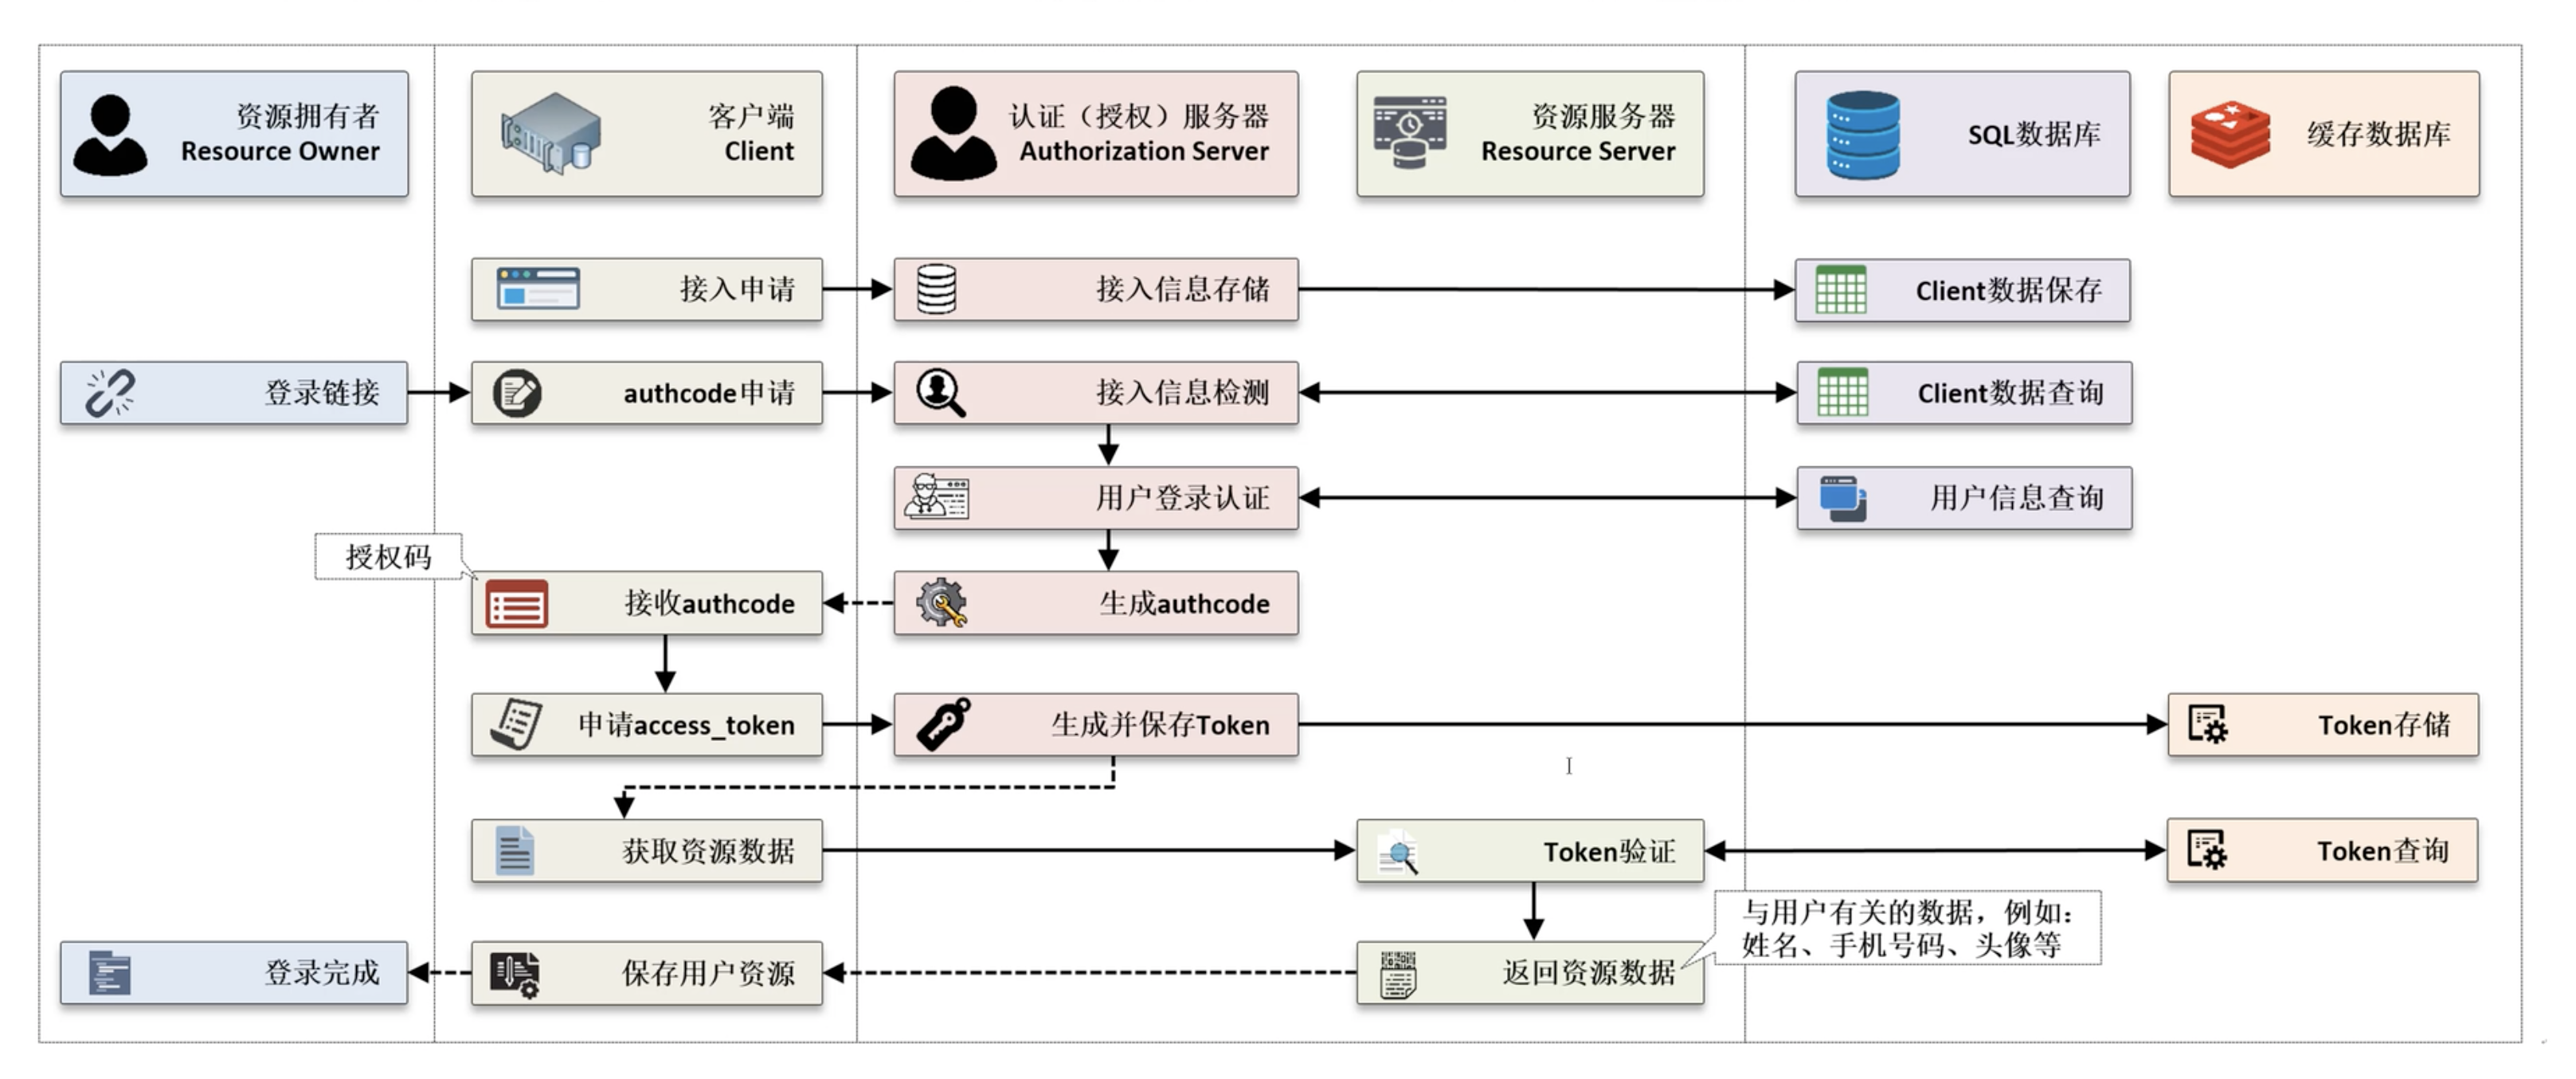 资源拥有者
Resource Owner
客户端
Client
认证（授权）服务器
Authorization Server
资源服务器
Resource Server
SQL数据库
缓存数据库
接入申请
接入信息存储
Client数据保存
登录链接
authcode申请
接入信息检测
Client数据查询
用户登录认证
用户信息查询
授权码
接收authcode
生成authcode
申请access_token
生成并保存Token
Token存储
获取资源数据
Token验证
Token查询
与用户有关的数据，例如：
姓名、手机号码、头像等
登录完成
保存用户资源
返回资源数据